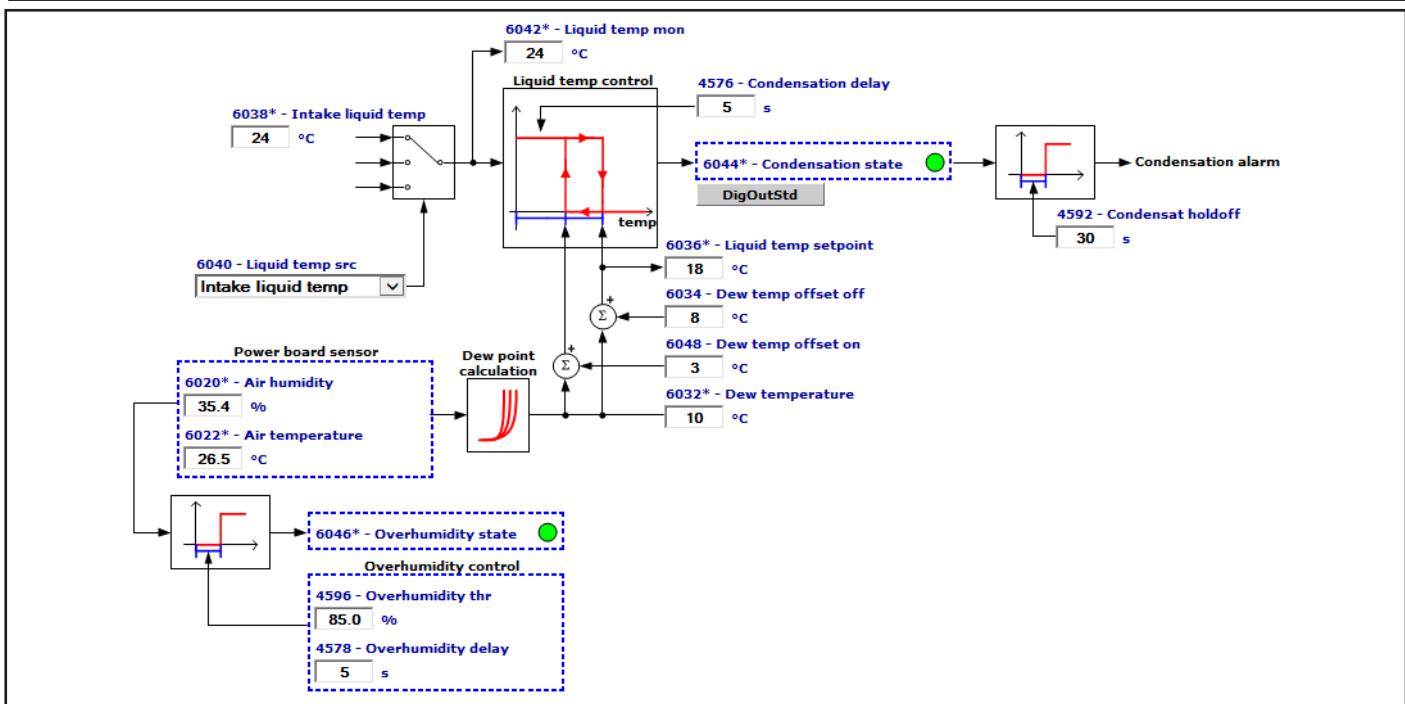 6042* - Liquid temp mon
24 °C
Liquid temp control
4576 - Condensation delay
5 s
6038* - Intake liquid temp
24 °C
6044* - Condensation state
DigOutStd
Condensation alarm
temp
4592 - Condensat holdoff
30 s
6036* - Liquid temp setpoint
18 °C
6040 - Liquid temp src
Intake liquid temp
6034 - Dew temp offset off
+
Σ
8 °C
6048 - Dew temp offset on
+
Σ
3 °C
Power board sensor
Dew point
calculation
6020* - Air humidity
35.4 %
6032* - Dew temperature
10 °C
6022* - Air temperature
26.5 °C
6046* - Overhumidity state
Overhumidity control
4596 - Overhumidity thr
85.0 %
4578 - Overhumidity delay
5 s